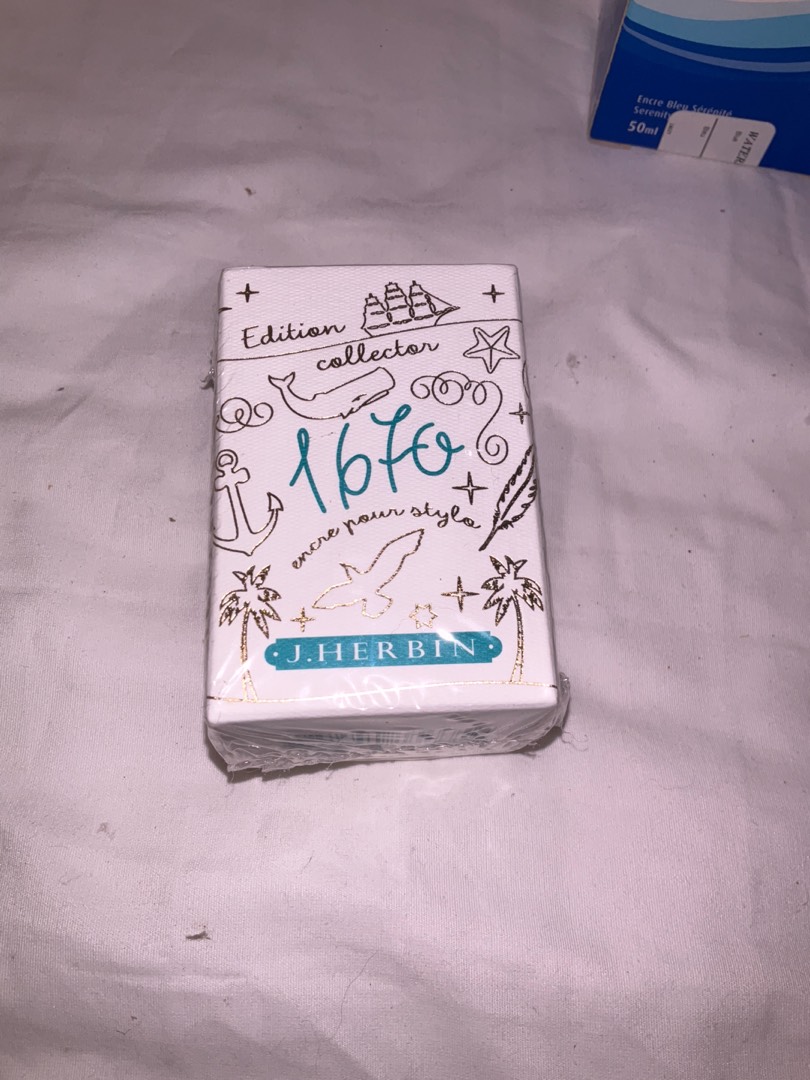 Encre Bleu Sérénité
Serenity
50ml
Edition
collector
1670
encre pour stylo
J.HERBIN